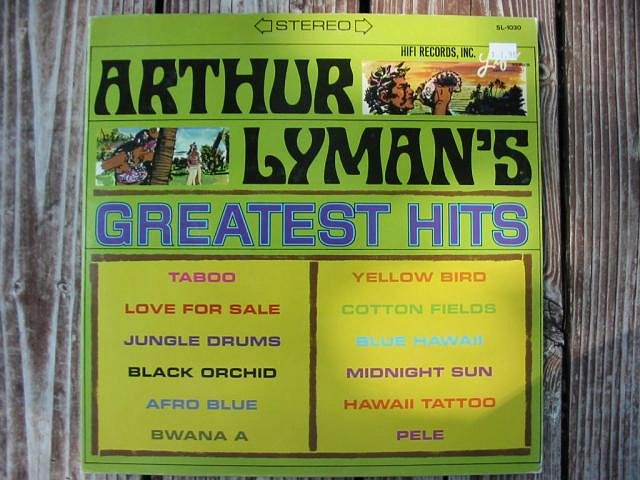 STEREO
SL-1030
HIFI RECORDS, INC.
Life
ARTHUR
LYMAN'S
GREATEST HITS
TABOO
LOVE FOR SALE
JUNGLE DRUMS
BLACK ORCHID
AFRO BLUE
BWANA A
YELLOW BIRD
COTTON FIELDS
BLUE HAWAII
MIDNIGHT SUN
HAWAII TATTOO
PELE